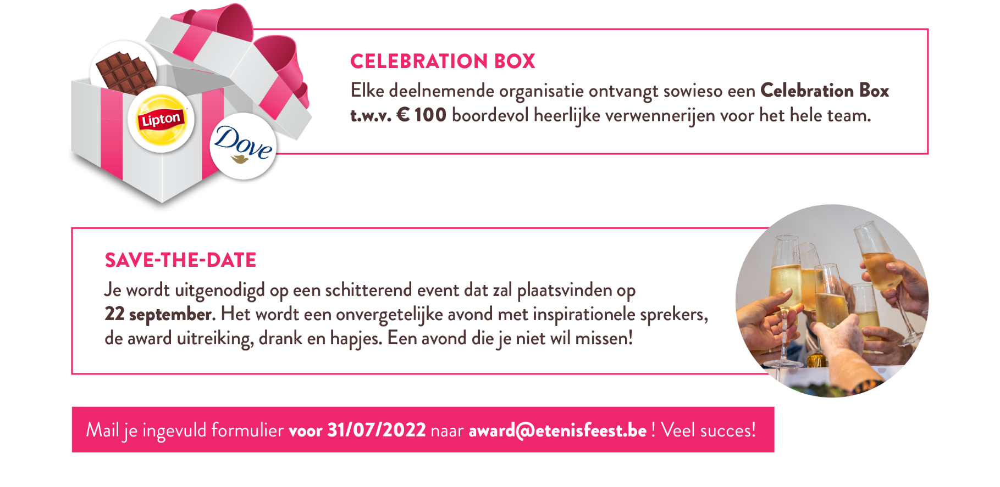 CELEBRATION BOX
Elke deelnemende organisatie ontvangt sowieso een Celebration Box
t.w.v. € 100 boordevol heerlijke verwennerijen voor het hele team.
Lipton
Dove
SAVE-THE-DATE
Je wordt uitgenodigd op een schitterend event dat zal plaatsvinden op
22 september. Het wordt een onvergetelijke avond met inspirationele sprekers,
de award uitreiking, drank en hapjes. Een avond die je niet wil missen!
Mail je ingevuld formulier voor 31/07/2022 naar award@etenisfeest.be ! Veel succes!